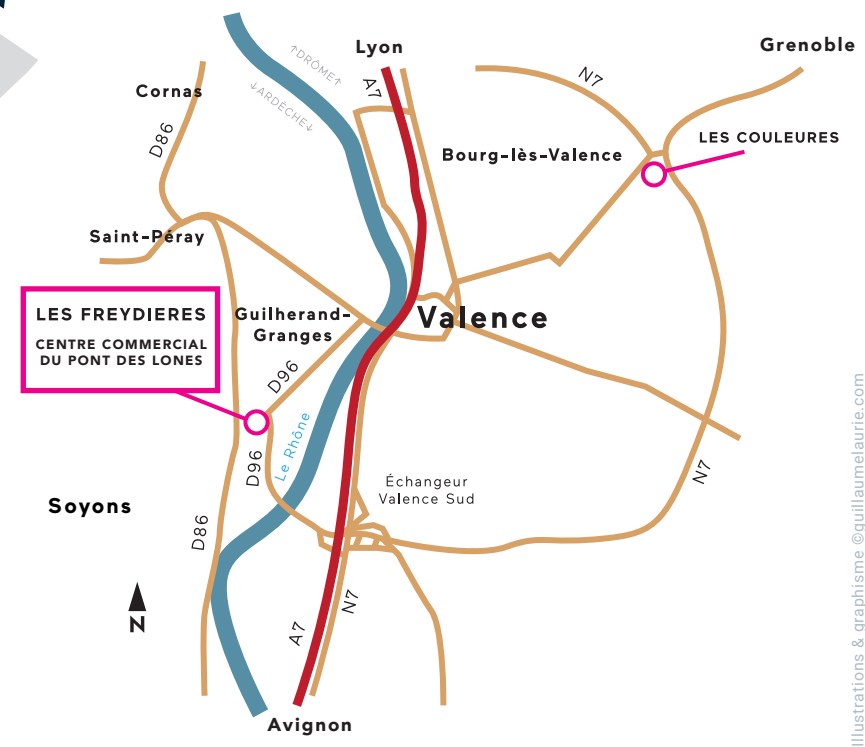 Lyon
Grenoble
A7
N7
↑DRÔME↑
↓ARDÈCHE↓
Cornas
D86
LES COULEURES
Bourg-lès-Valence
Saint-Péray
LES FREYDIERES
CENTRE COMMERCIAL
DU PONT DES LONES
Guilherand-
Granges
Valence
D96
Le Rhône
D96
N7
Échangeur
Valence Sud
Soyons
D86
N
N7
A7
Avignon
Illustrations & graphisme ©guillaumelaurie.com